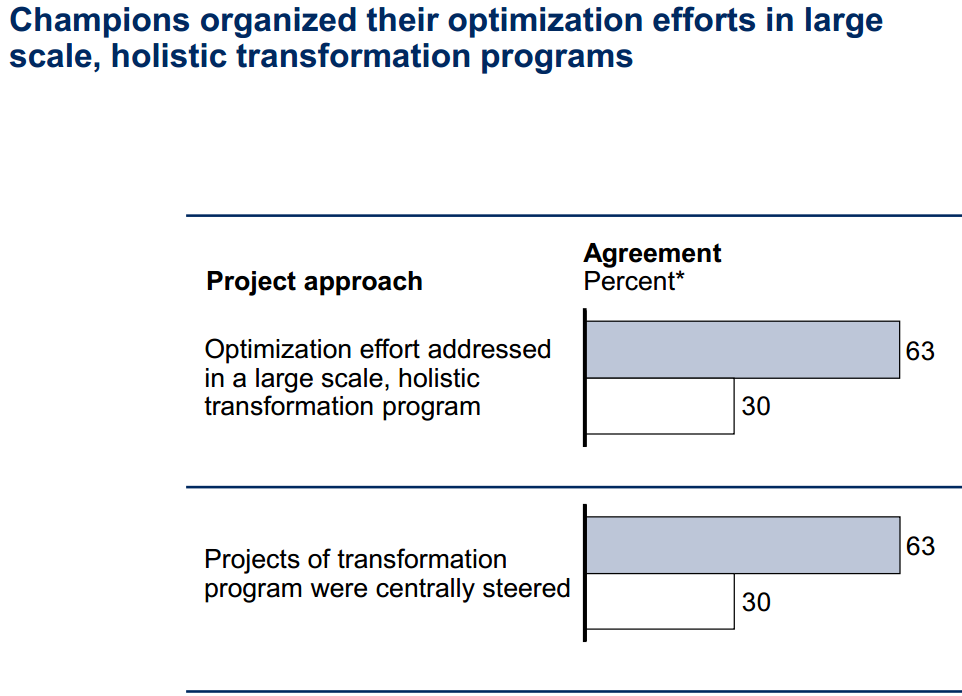 Champions organized their optimization efforts in large
scale, holistic transformation programs
Project approach
Agreement
Percent*
Optimization effort addressed
in a large scale, holistic
transformation program
63
30
Projects of transformation
program were centrally steered
63
30